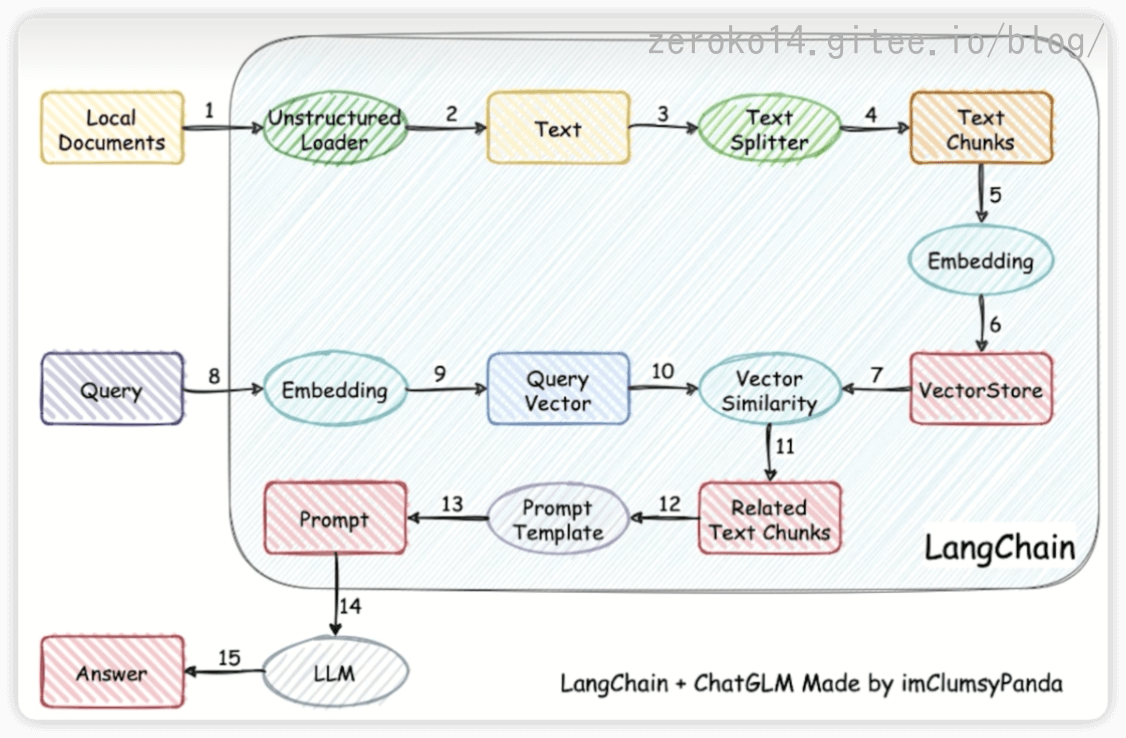 zeroko14.gitee.io/blog/
Local
Documents
1
Unstructured
Loader
2
Text
3
Text
Splitter
4
Text
Chunks
5
Embedding
6
Query
8
Embedding
9
Query
Vector
10
Vector
Similarity
7
VectorStore
11
Prompt
13
Prompt
Template
12
Related
Text Chunks
LangChain
14
Answer
15
LLM
LangChain + ChatGLM Made by imClumsyPanda